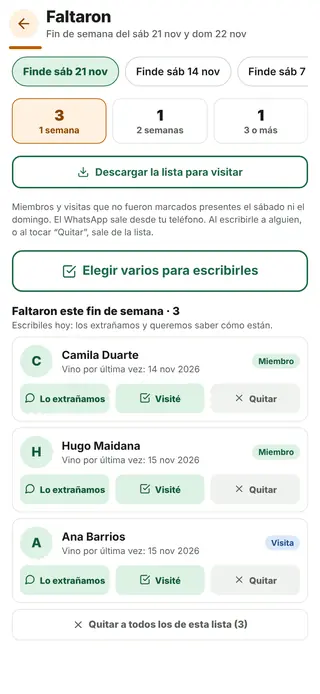 Faltaron
Fin de semana del sáb 21 nov y dom 22 nov
Finde sáb 21 nov
Finde sáb 14 nov
Finde sáb 7
3
1 semana
1
2 semanas
1
3 o más
Descargar la lista para visitar
Miembros y visitas que no fueron marcados presentes el sábado ni el
domingo. El WhatsApp sale desde tu teléfono. Al escribirle a alguien,
o al tocar “Quitar”, sale de la lista.
Elegir varios para escribirles
Faltaron este fin de semana · 3
Escribiles hoy: los extrañamos y queremos saber cómo están.
C
Camila Duarte
Vino por última vez: 14 nov 2026
Miembro
Lo extrañamos
Visité
Quitar
H
Hugo Maidana
Vino por última vez: 15 nov 2026
Miembro
Lo extrañamos
Visité
Quitar
A
Ana Barrios
Vino por última vez: 15 nov 2026
Visita
Lo extrañamos
Visité
Quitar
Quitar a todos los de esta lista (3)